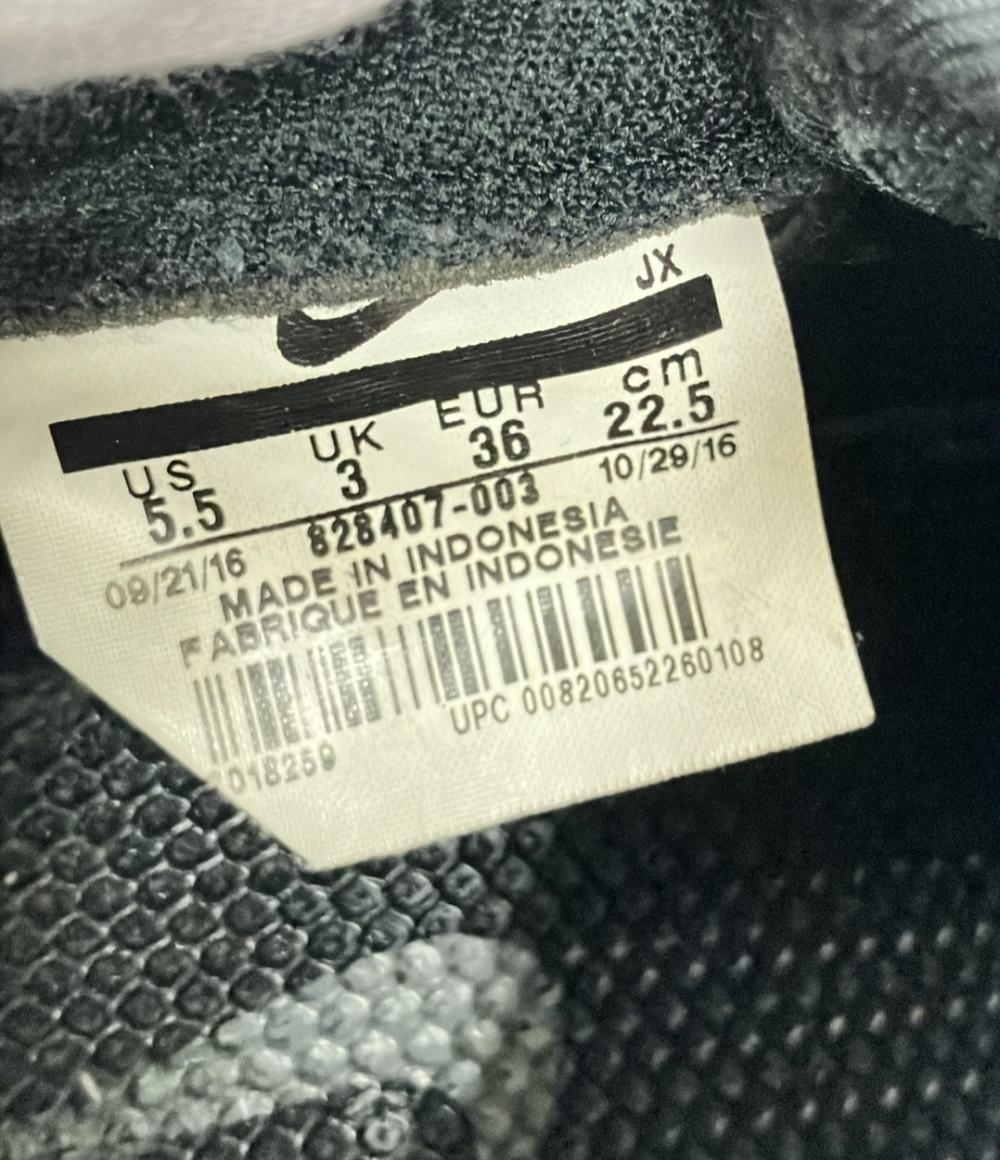 JX
US UK EUR cm
5.5 3 36 22.5
09/21/16 828407-003 10/29/16
MADE IN INDONESIA
FABRIQUE EN INDONESIE
UPC 00820652260108
018259